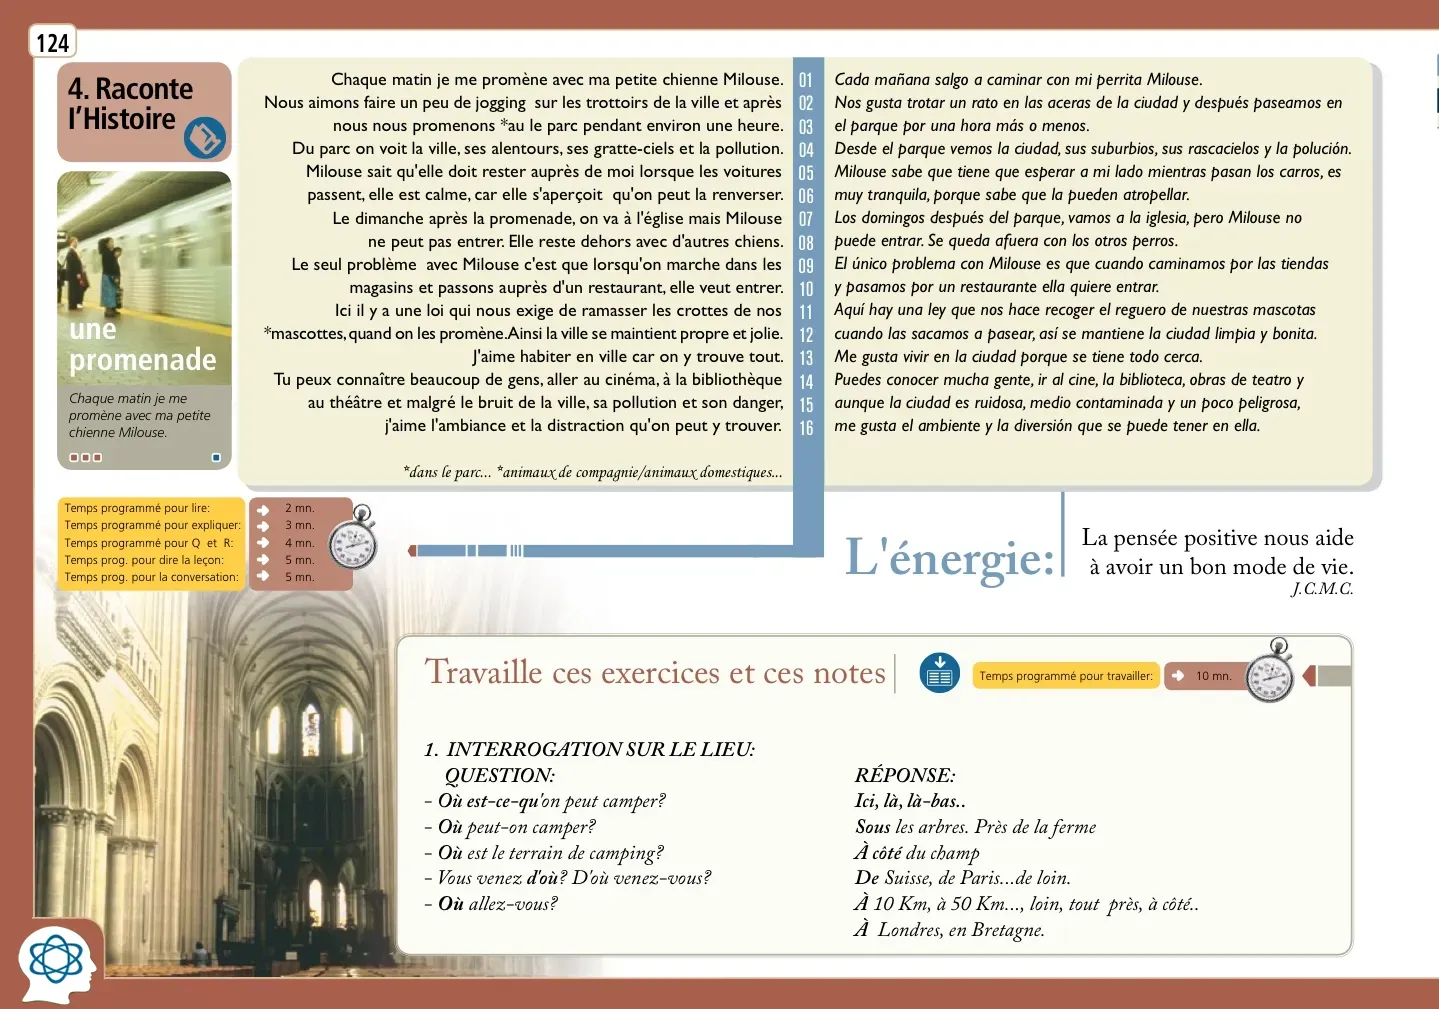 124
4. Raconte
l'Histoire
une
promenade
Chaque matin je me
promène avec ma petite
chienne Milouse.
Chaque matin je me promène avec ma petite chienne Milouse.
Nous aimons faire un peu de jogging sur les trottoirs de la ville et après
nous nous promenons *au le parc pendant environ une heure.
Du parc on voit la ville, ses alentours, ses gratte-ciels et la pollution.
Milouse sait qu'elle doit rester auprès de moi lorsque les voitures
passent, elle est calme, car elle s'aperçoit qu'on peut la renverser.
Le dimanche après la promenade, on va à l'église mais Milouse
ne peut pas entrer. Elle reste dehors avec d'autres chiens.
Le seul problème avec Milouse c'est que lorsqu'on marche dans les
magasins et passons auprès d'un restaurant, elle veut entrer.
Ici il y a une loi qui nous exige de ramasser les crottes de nos
*mascottes, quand on les promène.Ainsi la ville se maintient propre et jolie.
J'aime habiter en ville car on y trouve tout.
Tu peux connaître beaucoup de gens, aller au cinéma, à la bibliothèque
au théâtre et malgré le bruit de la ville, sa pollution et son danger,
j'aime l'ambiance et la distraction qu'on peut y trouver.
*dans le parc... *animaux de compagnie/animaux domestiques...
01
02
03
04
05
06
07
08
09
10
11
12
13
14
15
16
Cada mañana salgo a caminar con mi perrita Milouse.
Nos gusta trotar un rato en las aceras de la ciudad y después paseamos en
el parque por una hora más o menos.
Desde el parque vemos la ciudad, sus suburbios, sus rascacielos y la polución.
Milouse sabe que tiene que esperar a mi lado mientras pasan los carros, es
muy tranquila, porque sabe que la pueden atropellar.
Los domingos después del parque, vamos a la iglesia, pero Milouse no
puede entrar. Se queda afuera con los otros perros.
El único problema con Milouse es que cuando caminamos por las tiendas
y pasamos por un restaurante ella quiere entrar.
Aquí hay una ley que nos hace recoger el reguero de nuestras mascotas
cuando las sacamos a pasear, así se mantiene la ciudad limpia y bonita.
Me gusta vivir en la ciudad porque se tiene todo cerca.
Puedes conocer mucha gente, ir al cine, la biblioteca, obras de teatro y
aunque la ciudad es ruidosa, medio contaminada y un poco peligrosa,
me gusta el ambiente y la diversión que se puede tener en ella.
Temps programmé pour lire: 2 mn.
Temps programmé pour expliquer: 3 mn.
Temps programmé pour Q et R: 4 mn.
Temps prog. pour dire la leçon: 5 mn.
Temps prog. pour la conversation: 5 mn.
L'énergie:
La pensée positive nous aide
à avoir un bon mode de vie.
J.C.M.C.
Travaille ces exercices et ces notes
Temps programmé pour travailler: 10 mn.
1. INTERROGATION SUR LE LIEU:
QUESTION: RÉPONSE:
- Où est-ce-qu'on peut camper? Ici, là, là-bas..
- Où peut-on camper? Sous les arbres. Près de la ferme
- Où est le terrain de camping? À côté du champ
- Vous venez d'où? D'où venez-vous? De Suisse, de Paris...de loin.
- Où allez-vous? À 10 Km, à 50 Km..., loin, tout près, à côté..
À Londres, en Bretagne.